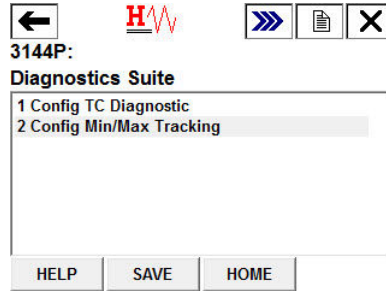 H
3144P:
Diagnostics Suite
1 Config TC Diagnostic
2 Config Min/Max Tracking
HELP SAVE HOME